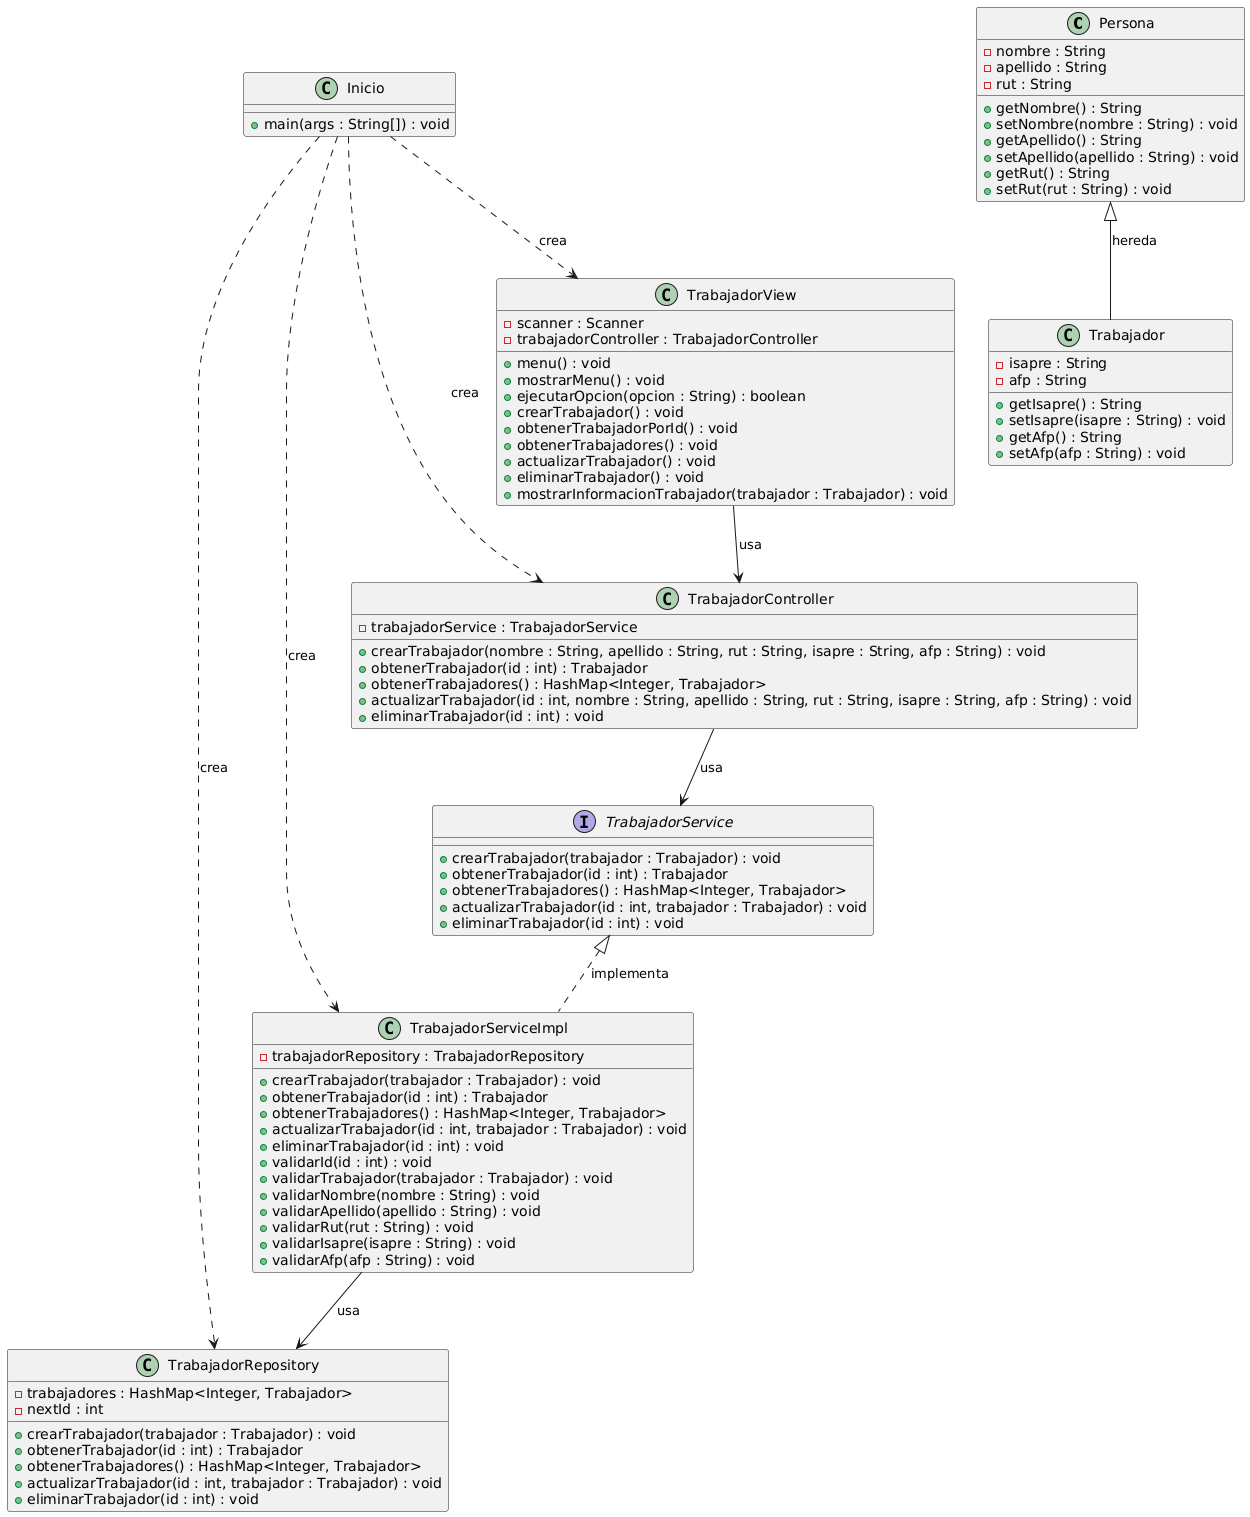 C Persona
nombre : String
apellido : String
rut : String
getNombre() : String
setNombre(nombre : String) : void
getApellido() : String
setApellido(apellido : String) : void
getRut() : String
setRut(rut : String) : void
C Inicio
main(args : String[]) : void
crea
hereda
C TrabajadorView
scanner : Scanner
trabajadorController : TrabajadorController
menu() : void
mostrarMenu() : void
ejecutarOpcion(opcion : String) : boolean
crearTrabajador() : void
obtenerTrabajadorPorId() : void
obtenerTrabajadores() : void
actualizarTrabajador() : void
eliminarTrabajador() : void
mostrarInformacionTrabajador(trabajador : Trabajador) : void
C Trabajador
isapre : String
afp : String
getIsapre() : String
setIsapre(isapre : String) : void
getAfp() : String
setAfp(afp : String) : void
crea
usa
C TrabajadorController
trabajadorService : TrabajadorService
crearTrabajador(nombre : String, apellido : String, rut : String, isapre : String, afp : String) : void
obtenerTrabajador(id : int) : Trabajador
obtenerTrabajadores() : HashMap<Integer, Trabajador>
actualizarTrabajador(id : int, nombre : String, apellido : String, rut : String, isapre : String, afp : String) : void
eliminarTrabajador(id : int) : void
crea
crea
usa
I TrabajadorService
crearTrabajador(trabajador : Trabajador) : void
obtenerTrabajador(id : int) : Trabajador
obtenerTrabajadores() : HashMap<Integer, Trabajador>
actualizarTrabajador(id : int, trabajador : Trabajador) : void
eliminarTrabajador(id : int) : void
implementa
C TrabajadorServiceImpl
trabajadorRepository : TrabajadorRepository
crearTrabajador(trabajador : Trabajador) : void
obtenerTrabajador(id : int) : Trabajador
obtenerTrabajadores() : HashMap<Integer, Trabajador>
actualizarTrabajador(id : int, trabajador : Trabajador) : void
eliminarTrabajador(id : int) : void
validarId(id : int) : void
validarTrabajador(trabajador : Trabajador) : void
validarNombre(nombre : String) : void
validarApellido(apellido : String) : void
validarRut(rut : String) : void
validarIsapre(isapre : String) : void
validarAfp(afp : String) : void
usa
C TrabajadorRepository
trabajadores : HashMap<Integer, Trabajador>
nextId : int
crearTrabajador(trabajador : Trabajador) : void
obtenerTrabajador(id : int) : Trabajador
obtenerTrabajadores() : HashMap<Integer, Trabajador>
actualizarTrabajador(id : int, trabajador : Trabajador) : void
eliminarTrabajador(id : int) : void